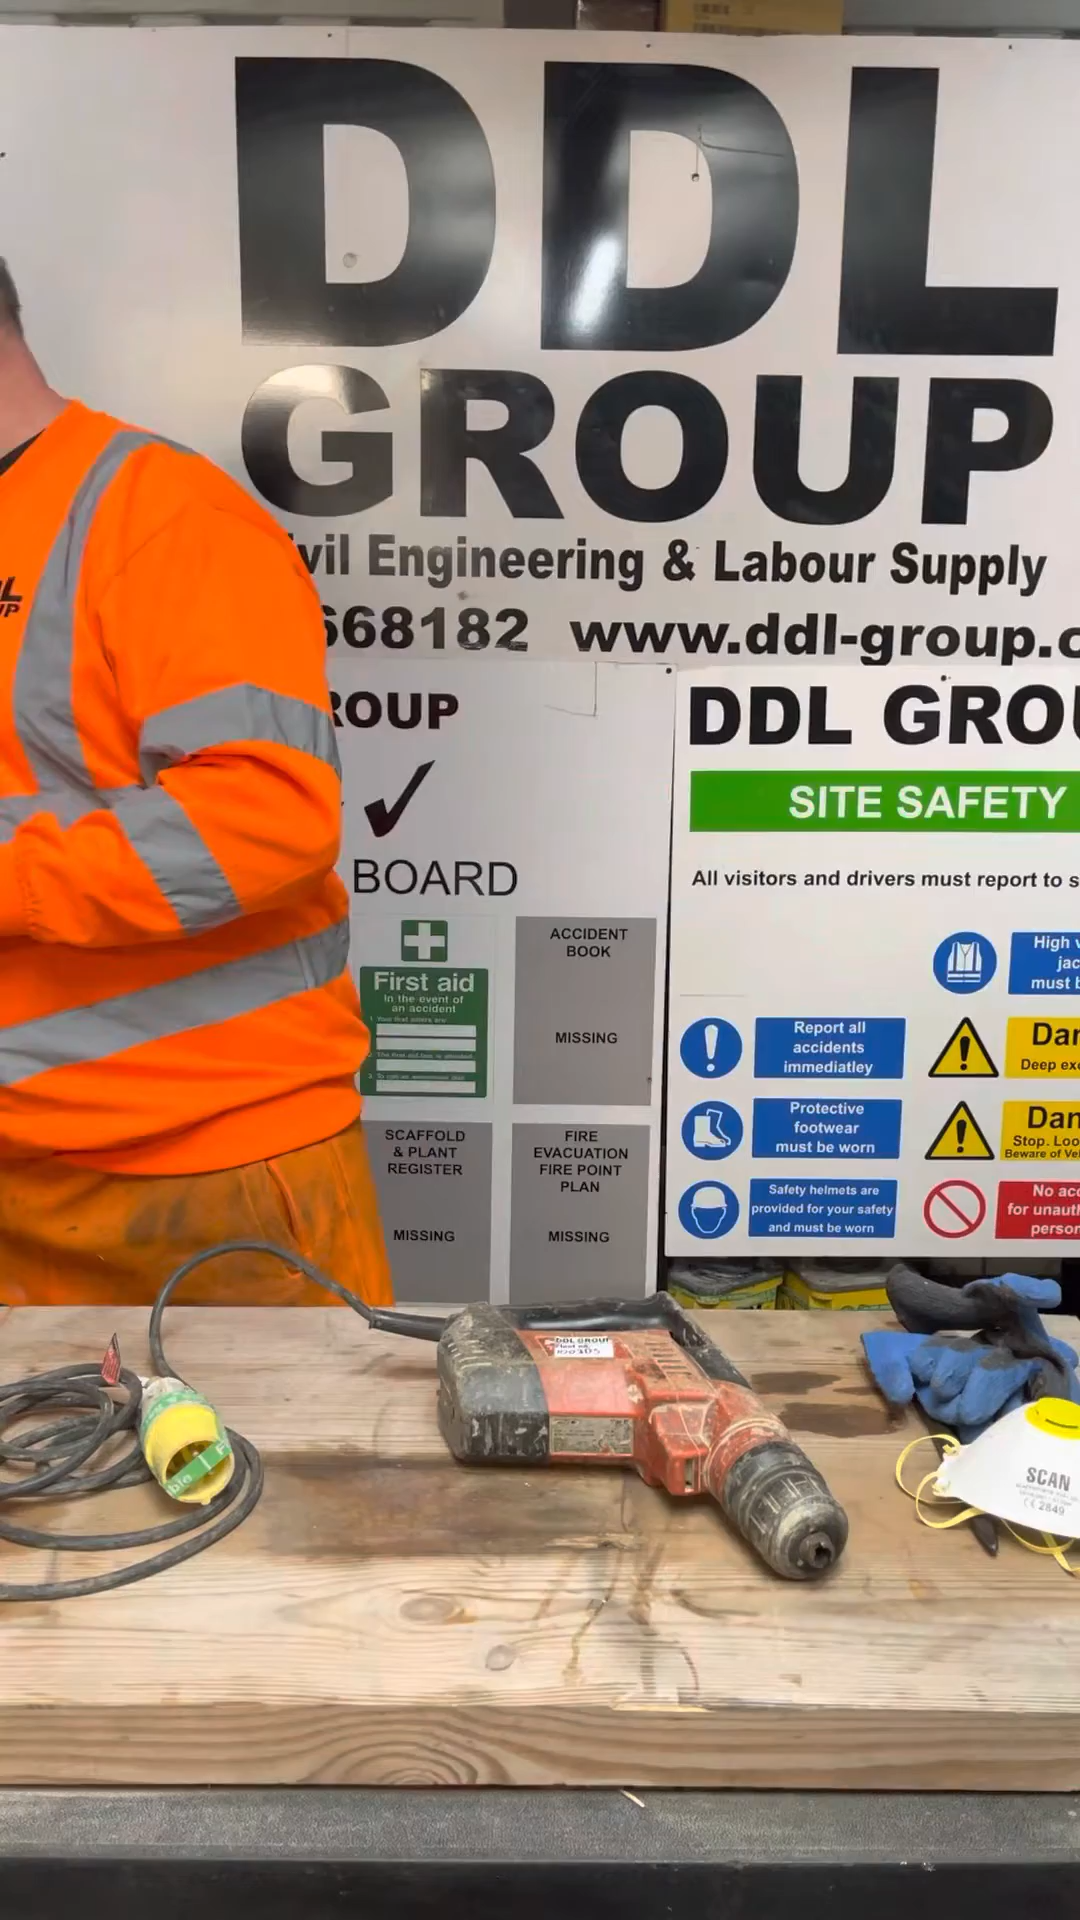 DDL
GROUP
vil Engineering & Labour Supply
668182 www.ddl-group.c
ROUP
BOARD
First aid
In the event of
an accident
ACCIDENT
BOOK
MISSING
SCAFFOLD
& PLANT
REGISTER
MISSING
FIRE
EVACUATION
FIRE POINT
PLAN
MISSING
DDL GROU
SITE SAFETY
All visitors and drivers must report to s
High v
jac
must b
Report all
accidents
immediatley
Dan
Deep exc
Protective
footwear
must be worn
Dan
Stop. Loo
Beware of Veh
Safety helmets are
provided for your safety
and must be worn
No acc
for unauth
person
DDL GROUP
SCAN
CE 2849